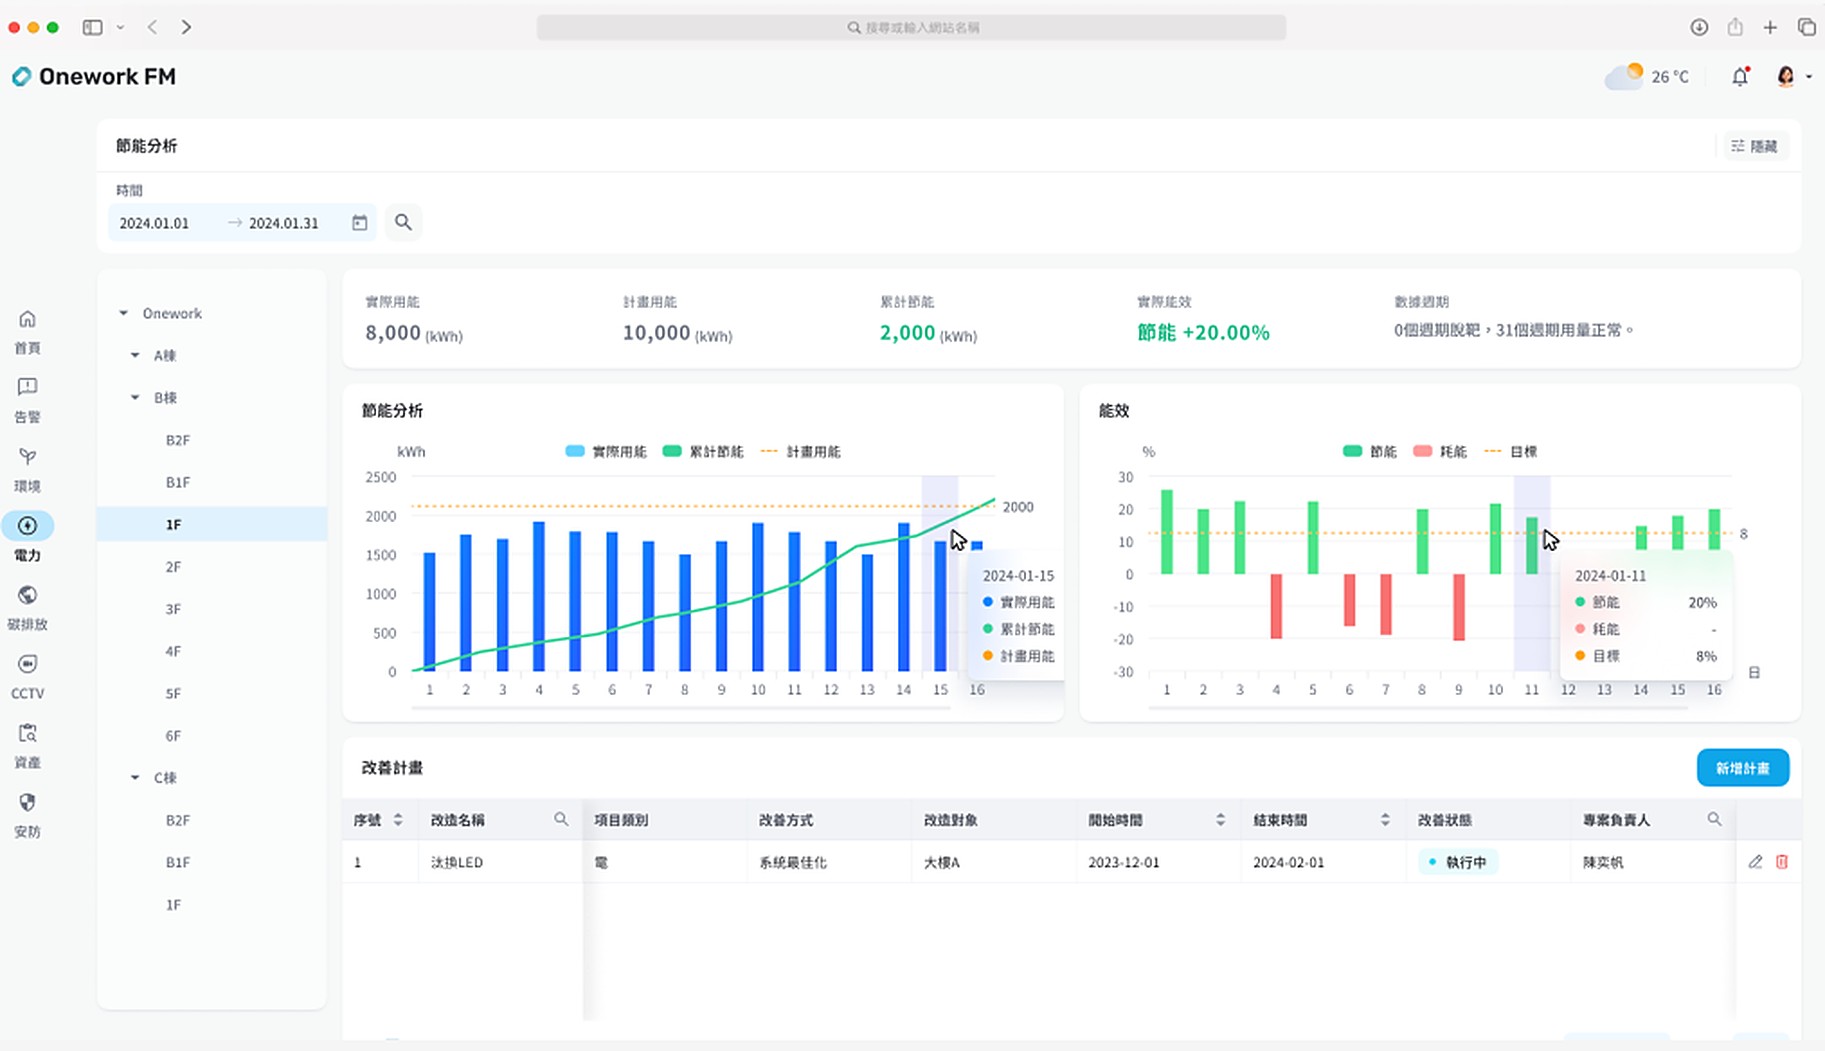 搜尋或輸入網站名稱
Onework FM
26 °C
節能分析
隱藏
時間
2024.01.01 → 2024.01.31
首頁
告警
環境
電力
碳排放
CCTV
資產
安防
Onework
A棟
B棟
B2F
B1F
1F
2F
3F
4F
5F
6F
C棟
B2F
B1F
1F
實際用能 計畫用能 累計節能 實際能效 數據週期
8,000 (kWh) 10,000 (kWh) 2,000 (kWh) 節能 +20.00% 0個週期脫靶，31個週期用量正常。
節能分析
kWh 實際用能 累計節能 計畫用能
2500
2000
1500
1000
500
0
2000
1 2 3 4 5 6 7 8 9 10 11 12 13 14 15 16
2024-01-15
實際用能
累計節能
計畫用能
能效
% 節能 耗能 目標
30
20
10
0
-10
-20
-30
8
日
1 2 3 4 5 6 7 8 9 10 11 12 13 14 15 16
2024-01-11
節能 20%
耗能 -
目標 8%
改善計畫
新增計畫
序號 改造名稱 項目類別 改善方式 改造對象 開始時間 結束時間 改善狀態 專案負責人
1 汰換LED 電 系統最佳化 大樓A 2023-12-01 2024-02-01 執行中 陳奕帆